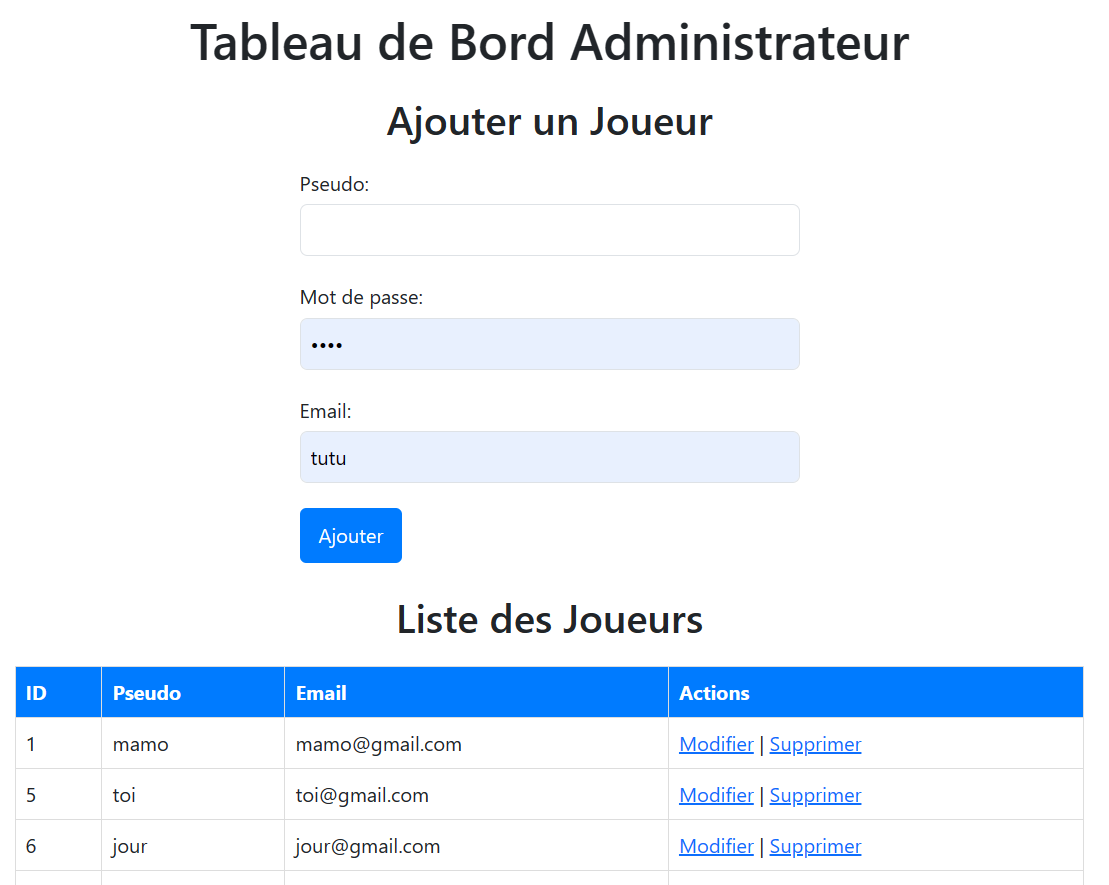 Tableau de Bord Administrateur
Ajouter un Joueur
Pseudo:
Mot de passe:
••••
Email:
tutu
Ajouter
Liste des Joueurs
ID Pseudo Email Actions
1 mamo mamo@gmail.com Modifier | Supprimer
5 toi toi@gmail.com Modifier | Supprimer
6 jour jour@gmail.com Modifier | Supprimer